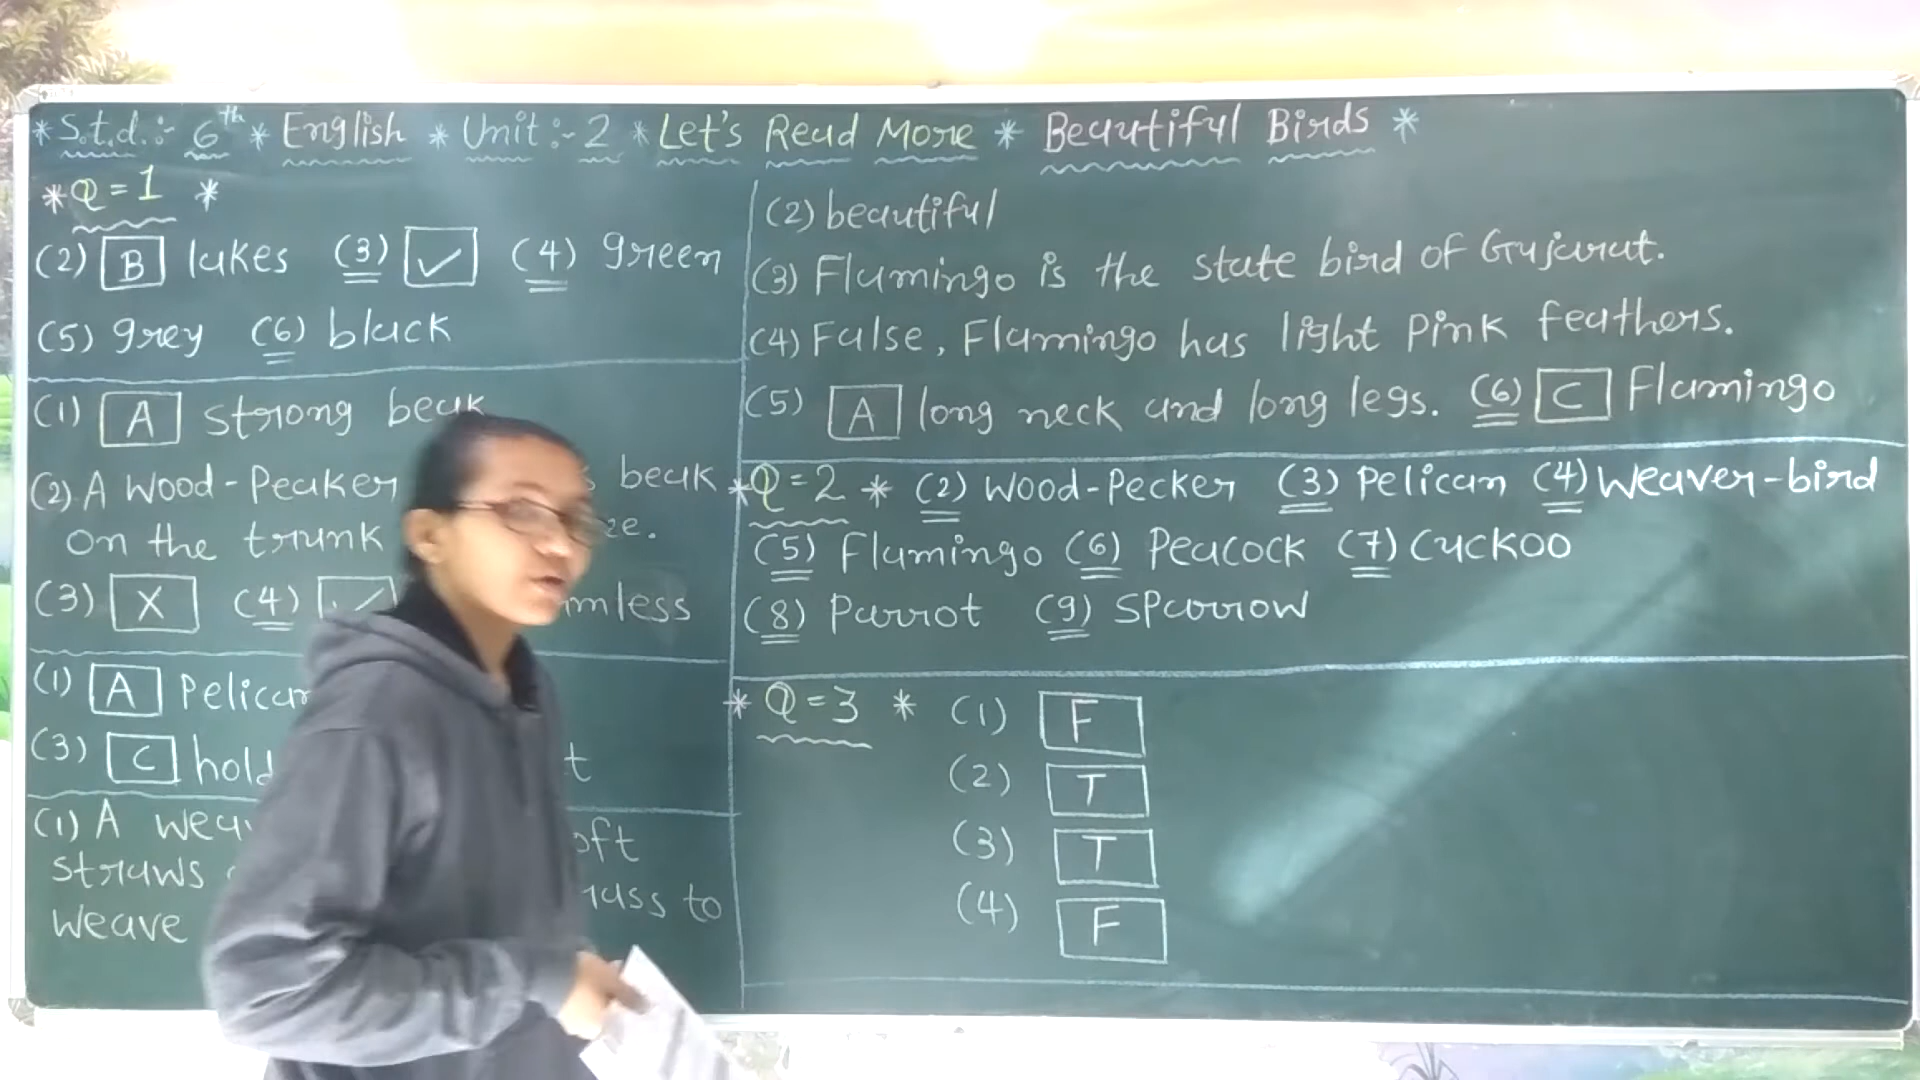 * S.t.d.:- 6th * English * Unit:- 2 * Let's Read More * Beautiful Birds *
* Q=1 *
(2) B lakes (3) ✓ (4) green
(5) grey (6) black
(1) A strong beak
(2) A wood-Peaker beak
on the trunk
(3) X (4) ✓
(1) A Pelican
(3) C
(1) A
straws
weave to
(2) beautiful
(3) Flamingo is the state bird of Gujarat.
(4) False, Flamingo has light pink feathers.
(5) A long neck and long legs. (6) C Flamingo
* Q=2 * (2) Wood-Pecker (3) Pelican (4) Weaver-bird
(5) Flamingo (6) Peacock (7) Cuckoo
(8) Parrot (9) Sparrow
* Q=3 * (1) F
(2) T
(3) T
(4) F